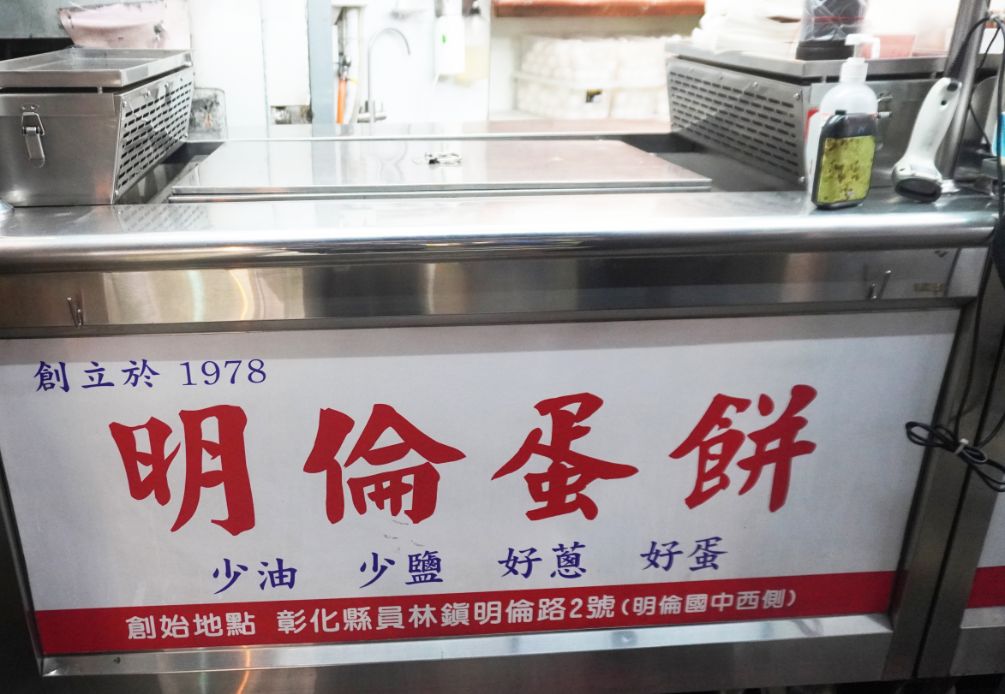 創立於 1978
明倫蛋餅
少油 少鹽 好蔥 好蛋
創始地點 彰化縣員林鎮明倫路2號(明倫國中西側)